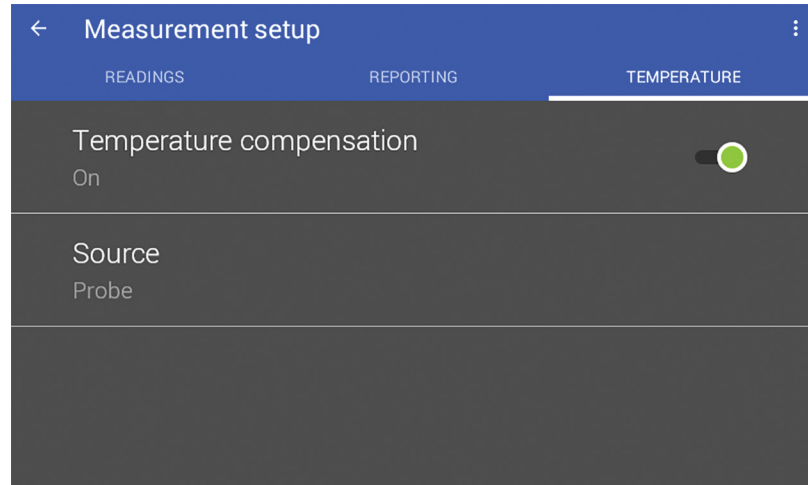 Measurement setup
READINGS REPORTING TEMPERATURE
Temperature compensation
On
Source
Probe